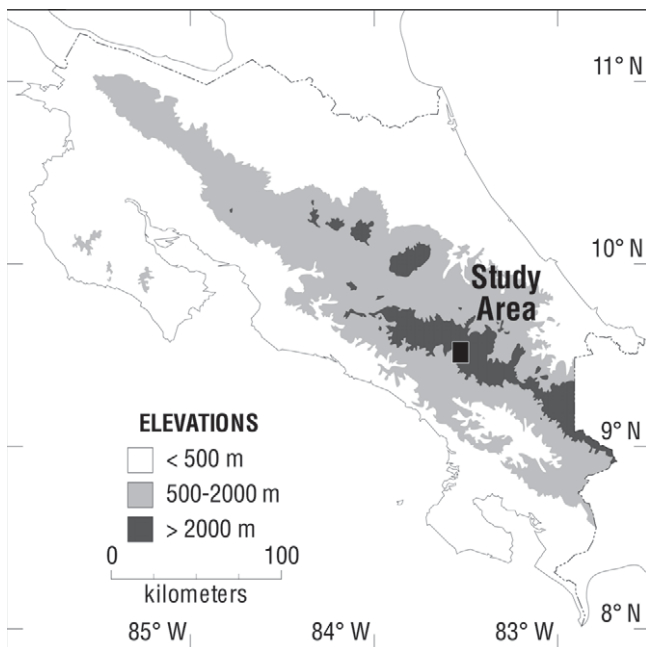 11° N
10° N
Study
Area
ELEVATIONS
< 500 m
9° N
500-2000 m
> 2000 m
0 100
kilometers
8° N
85° W 84° W 83° W